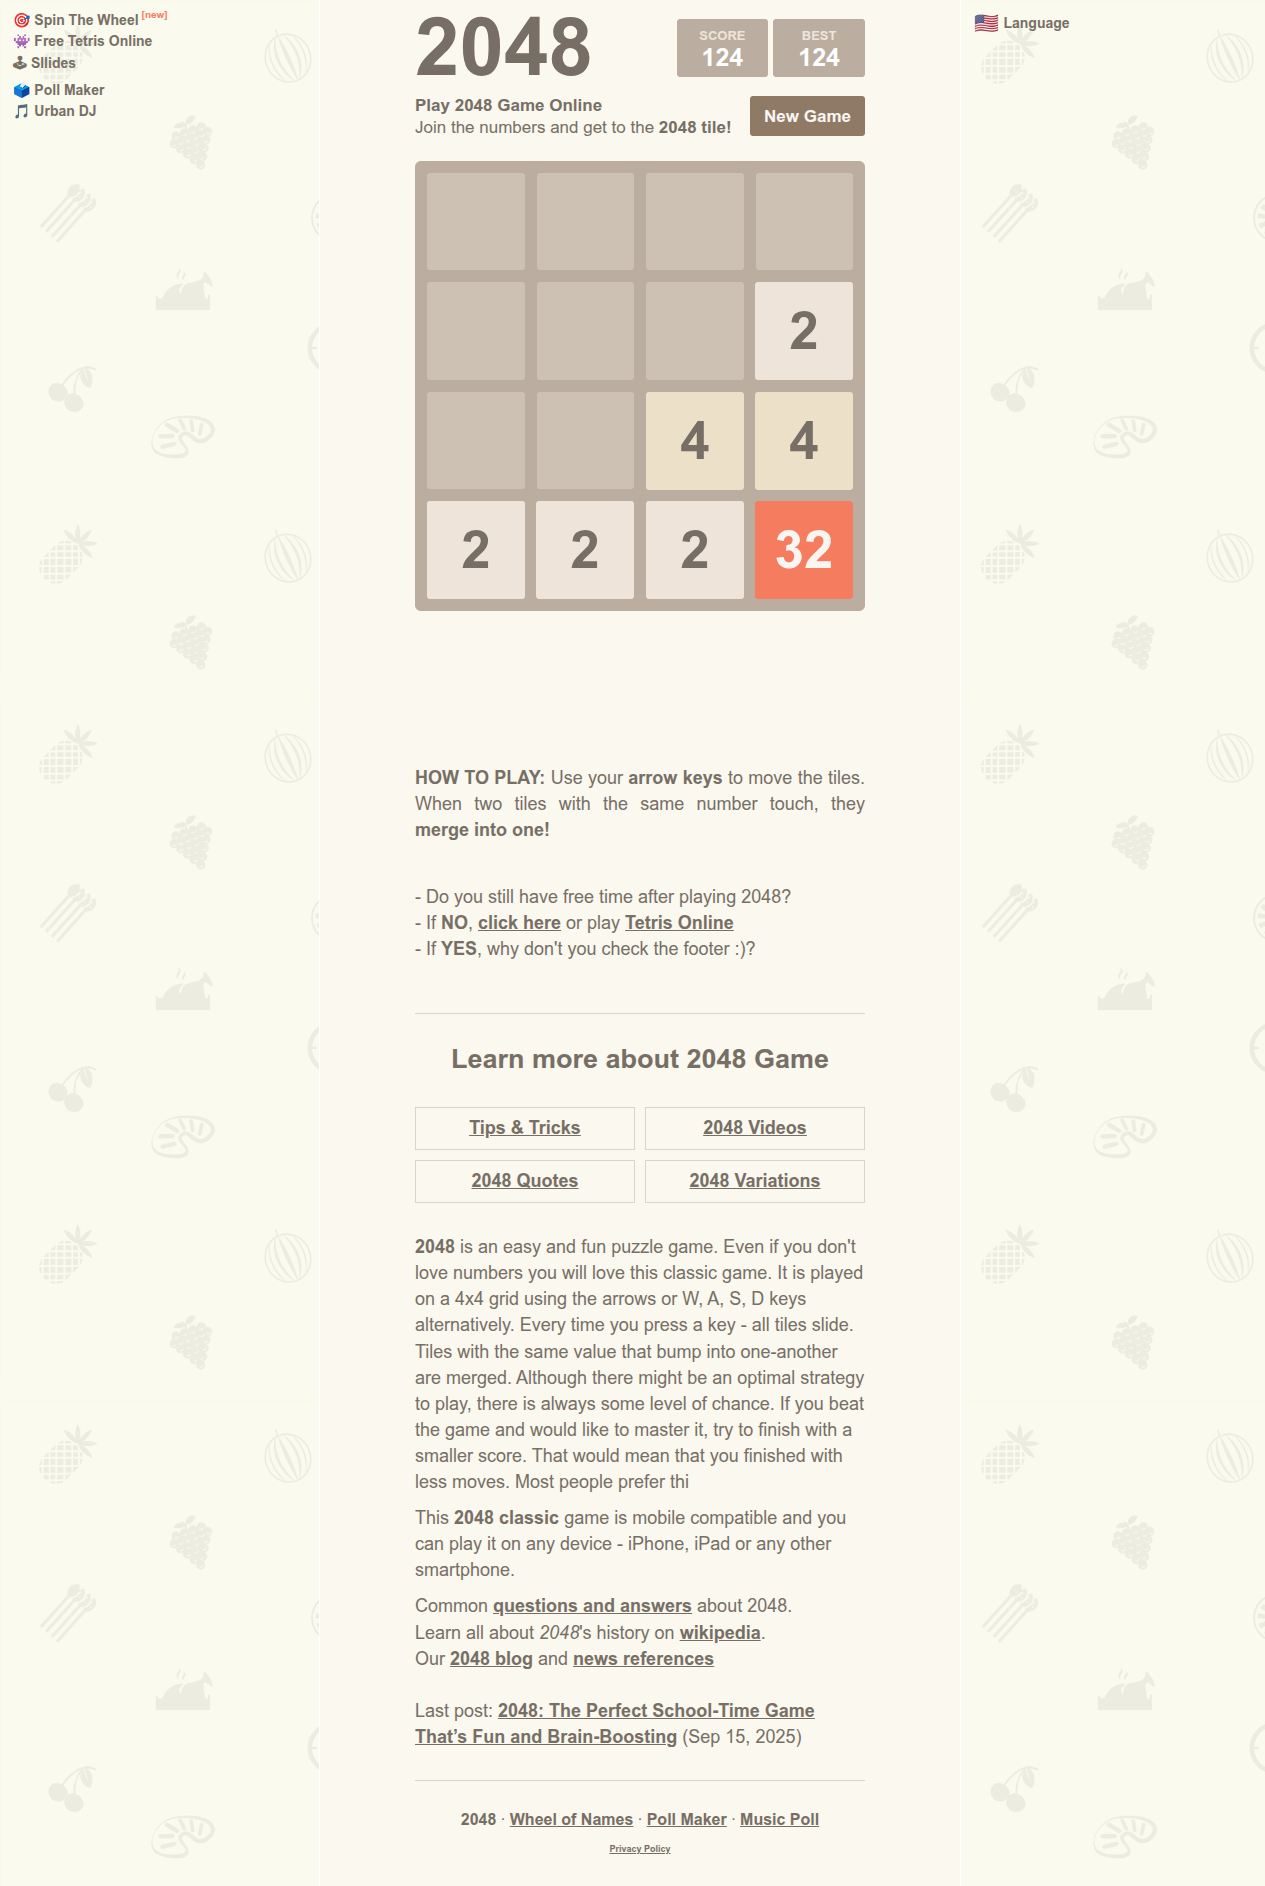 🎯 Spin The Wheel [new]
👾 Free Tetris Online
🕹 Sllides
🗳 Poll Maker
🎵 Urban DJ
🇺🇸 Language
2048
SCORE
124
BEST
124
Play 2048 Game Online
Join the numbers and get to the 2048 tile!
New Game
2
4 4
2 2 2 32
HOW TO PLAY: Use your arrow keys to move the tiles.
When two tiles with the same number touch, they
merge into one!
- Do you still have free time after playing 2048?
- If NO, click here or play Tetris Online
- If YES, why don't you check the footer :)?
Learn more about 2048 Game
Tips & Tricks
2048 Videos
2048 Quotes
2048 Variations
2048 is an easy and fun puzzle game. Even if you don't
love numbers you will love this classic game. It is played
on a 4x4 grid using the arrows or W, A, S, D keys
alternatively. Every time you press a key - all tiles slide.
Tiles with the same value that bump into one-another
are merged. Although there might be an optimal strategy
to play, there is always some level of chance. If you beat
the game and would like to master it, try to finish with a
smaller score. That would mean that you finished with
less moves. Most people prefer thi
This 2048 classic game is mobile compatible and you
can play it on any device - iPhone, iPad or any other
smartphone.
Common questions and answers about 2048.
Learn all about 2048's history on wikipedia.
Our 2048 blog and news references
Last post: 2048: The Perfect School-Time Game
That’s Fun and Brain-Boosting (Sep 15, 2025)
2048 · Wheel of Names · Poll Maker · Music Poll
Privacy Policy